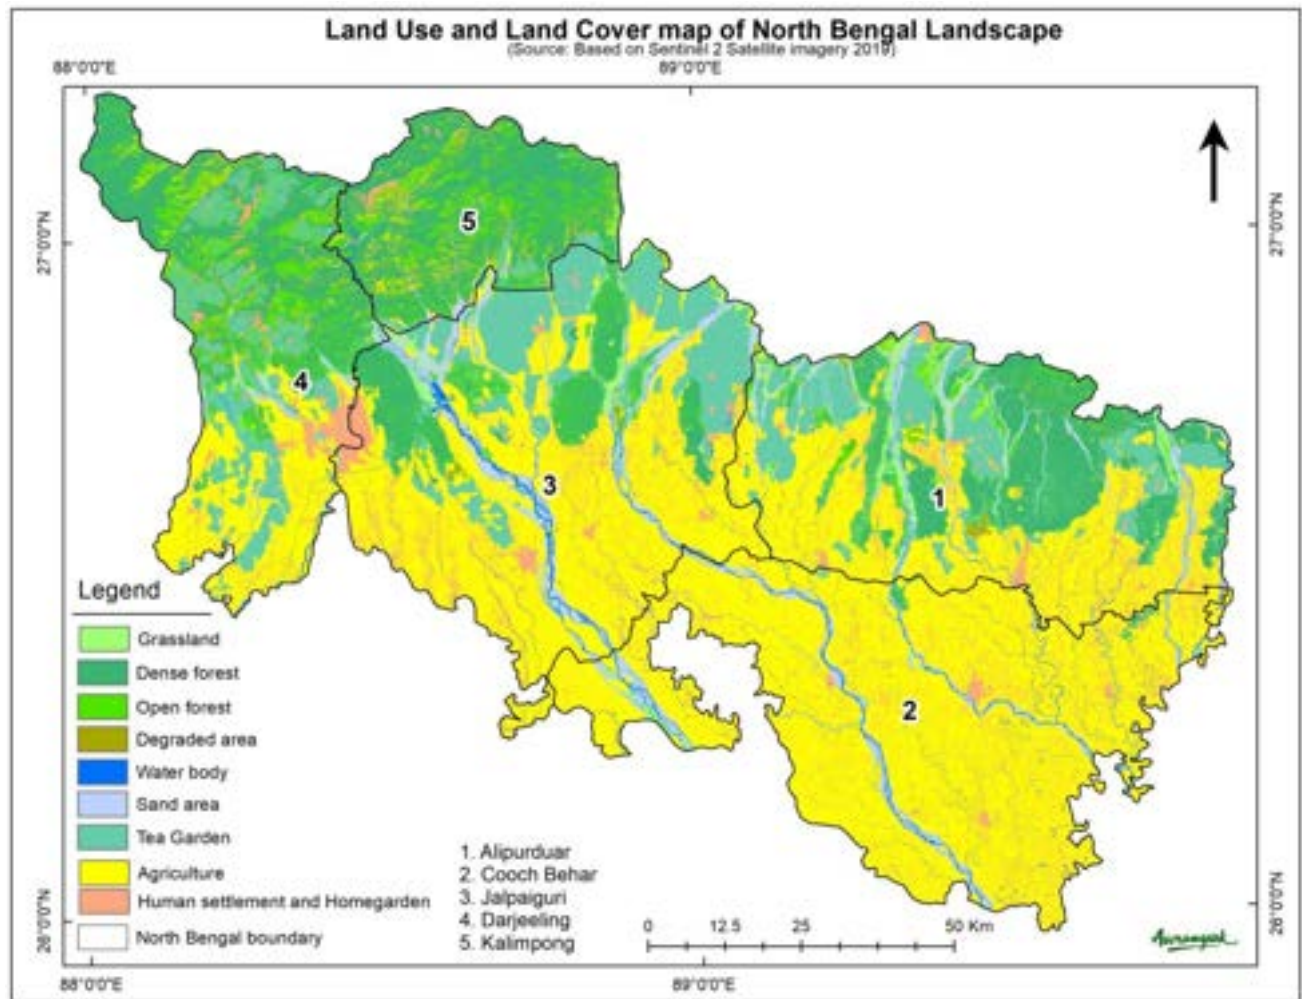 Land Use and Land Cover map of North Bengal Landscape
(Source: Based on Sentinel 2 Satellite imagery 2019)
88°0'0"E
89°0'0"E
27°0'0"N
27°0'0"N
5
4
3
1
2
Legend
Grassland
Dense forest
Open forest
Degraded area
Water body
Sand area
Tea Garden
Agriculture
Human settlement and Homegarden
North Bengal boundary
1. Alipurduar
2. Cooch Behar
3. Jalpaiguri
4. Darjeeling
5. Kalimpong
0 12.5 25 50 Km
26°0'0"N
26°0'0"N
88°0'0"E
89°0'0"E